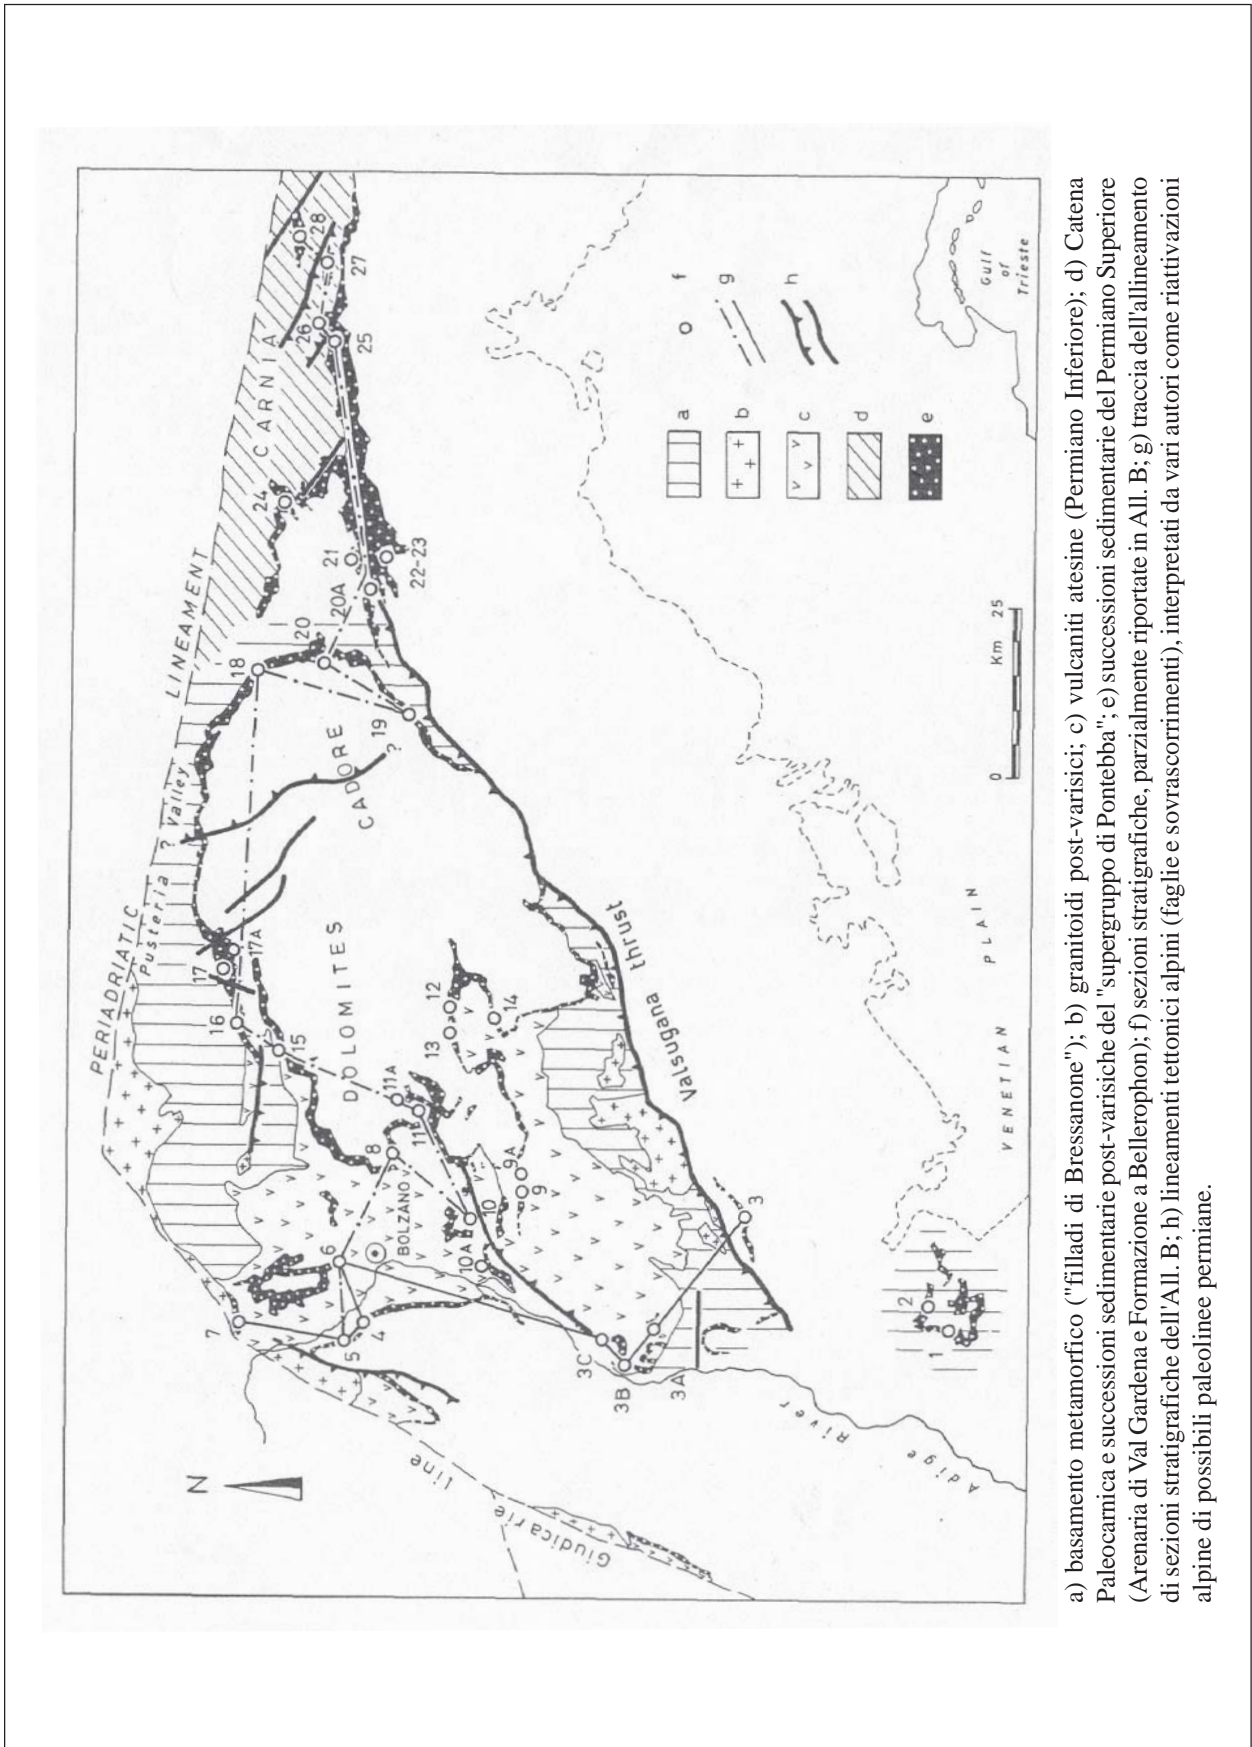 N
PERIADRIATIC
LINEAMENT
Pusteria ? Valley
CARNIA
DOLOMITES
CADORE
?
BOLZANO
Giudicarie line
Valsugana thrust
Adige River
VENETIAN PLAIN
Gulf
of
Trieste
7
6
5
4
8
16
15
17
17A
18
19
20
20A
21
22-23
24
25
26
27
28
11A
11
13
12
14
10A
10
9A
9
3C
3B
3A
3
1
2
a
b
c
d
e
f
g
h
0 Km 25
a) basamento metamorfico ("filladi di Bressanone"); b) granitoidi post-varisici; c) vulcaniti atesine (Permiano Inferiore); d) Catena
Paleocarnica e successioni sedimentarie post-varisiche del "supergruppo di Pontebba"; e) successioni sedimentarie del Permiano Superiore
(Arenaria di Val Gardena e Formazione a Bellerophon); f) sezioni stratigrafiche, parzialmente riportate in All. B; g) traccia dell'allineamento
di sezioni stratigrafiche dell'All. B; h) lineamenti tettonici alpini (faglie e sovrascorrimenti), interpretati da vari autori come riattivazioni
alpine di possibili paleolinee permiane.